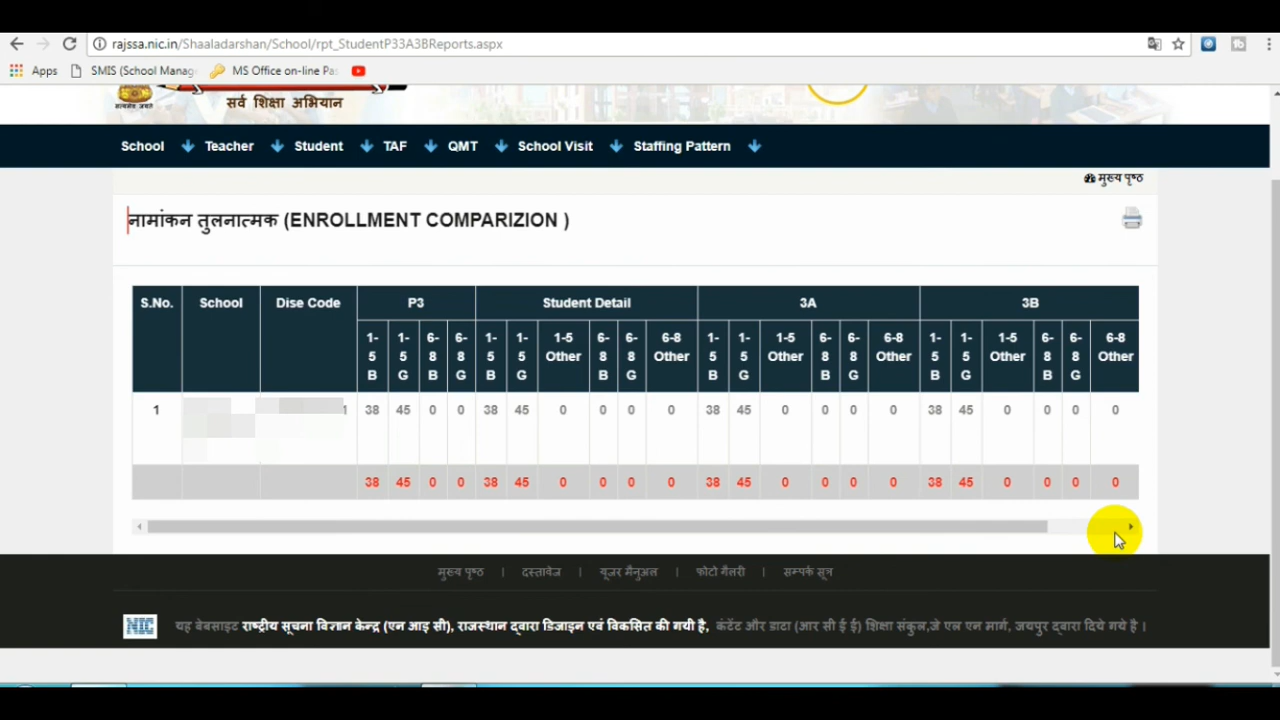 rajssa.nic.in/Shaaladarshan/School/rpt_StudentP33A3BReports.aspx
Apps SMIS (School Manag MS Office on-line Pas
सर्व शिक्षा अभियान
School Teacher Student TAF QMT School Visit Staffing Pattern
मुख्य पृष्ठ
नामांकन तुलनात्मक (ENROLLMENT COMPARIZION )
S.No. School Dise Code P3 Student Detail 3A 3B
1-5 B 1-5 G 6-8 B 6-8 G 1-5 B 1-5 G 1-5 Other 6-8 B 6-8 G 6-8 Other 1-5 B 1-5 G 1-5 Other 6-8 B 6-8 G 6-8 Other 1-5 B 1-5 G 1-5 Other 6-8 B 6-8 G 6-8 Other
1 1 38 45 0 0 38 45 0 0 0 0 38 45 0 0 0 0 38 45 0 0 0 0
38 45 0 0 38 45 0 0 0 0 38 45 0 0 0 0 38 45 0 0 0 0
मुख्य पृष्ठ | दस्तावेज | यूजर मैनुअल | फोटो गैलरी | सम्पर्क सूत्र
NIC यह वेबसाइट राष्ट्रीय सूचना विज्ञान केन्द्र (एन आइ सी), राजस्थान द्वारा डिजाइन एवं विकसित की गयी है, कंटेंट और डाटा (आर सी ई ई) शिक्षा संकुल,जे एल एन मार्ग, जयपुर द्वारा दिये गये है ।